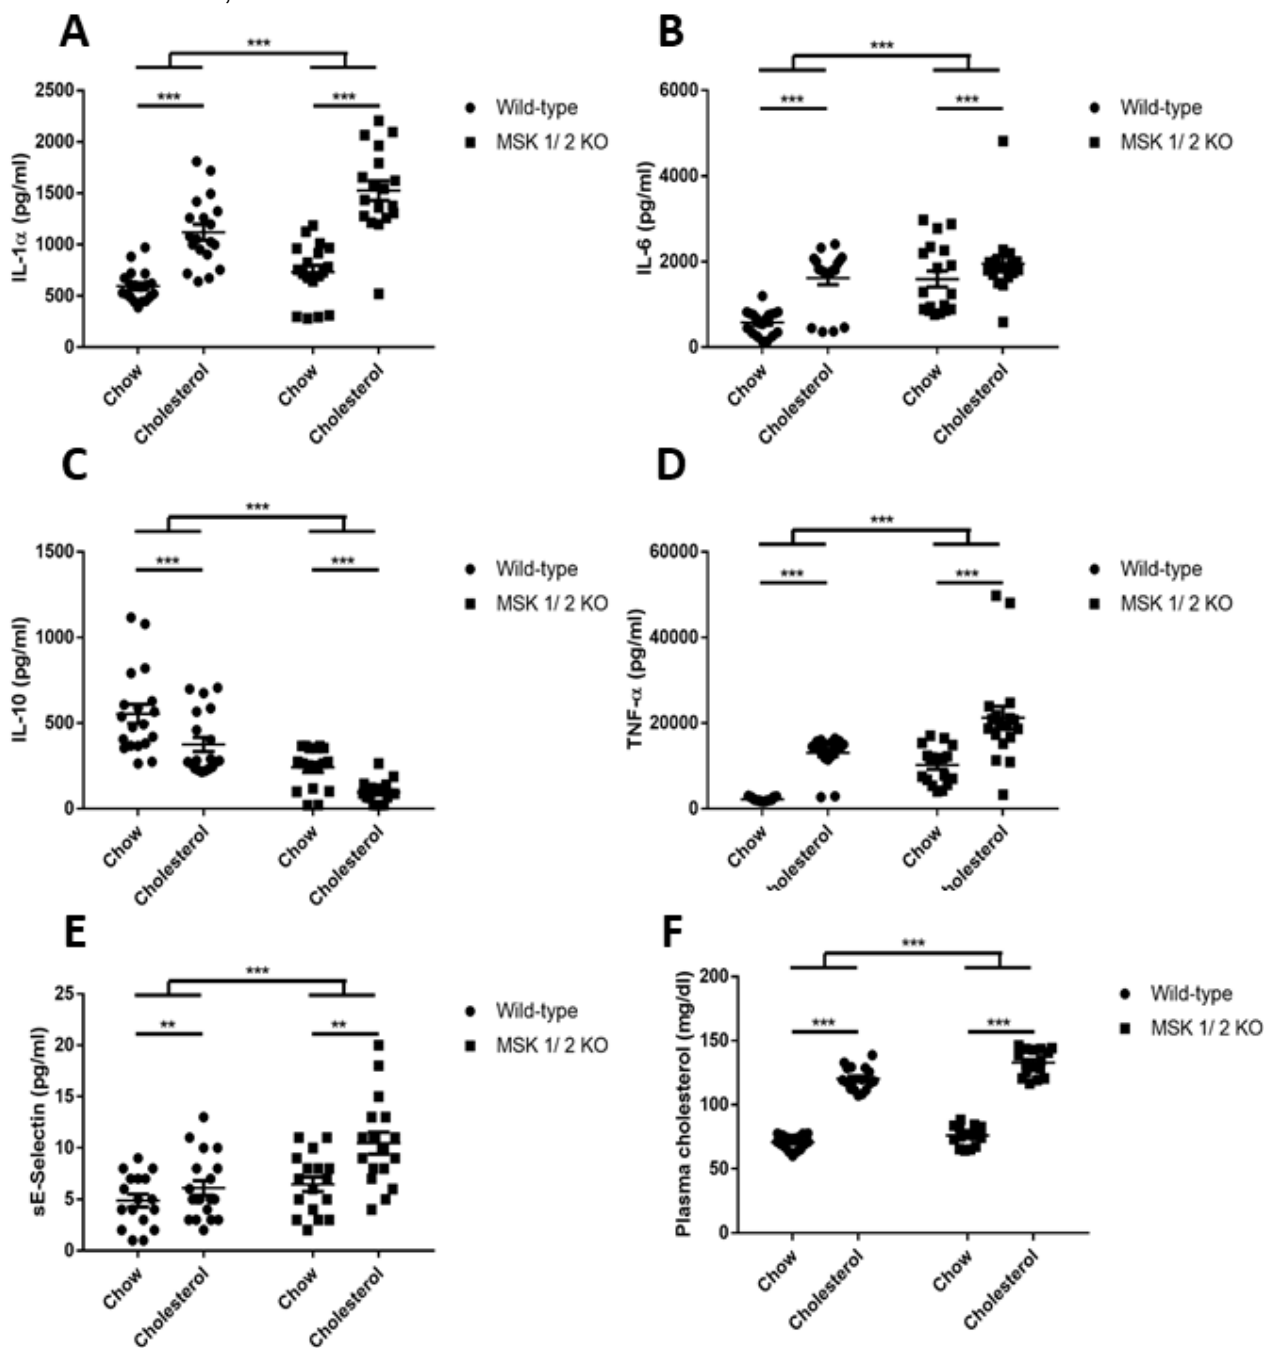 A
***
***
***
2500
2000
1500
1000
500
0
IL-1α (pg/ml)
Chow
Cholesterol
Chow
Cholesterol
Wild-type
MSK 1/ 2 KO
B
***
***
***
6000
4000
2000
0
IL-6 (pg/ml)
Chow
Cholesterol
Chow
Cholesterol
Wild-type
MSK 1/ 2 KO
C
***
***
***
1500
1000
500
0
IL-10 (pg/ml)
Chow
Cholesterol
Chow
Cholesterol
Wild-type
MSK 1/ 2 KO
D
***
***
***
60000
40000
20000
0
TNF-α (pg/ml)
Chow
holesterol
Chow
holesterol
Wild-type
MSK 1/ 2 KO
E
***
**
**
25
20
15
10
5
0
sE-Selectin (pg/ml)
Chow
Cholesterol
Chow
Cholesterol
Wild-type
MSK 1/ 2 KO
F
***
***
***
200
150
100
50
0
Plasma cholesterol (mg/dl)
Chow
Cholesterol
Chow
Cholesterol
Wild-type
MSK 1/ 2 KO